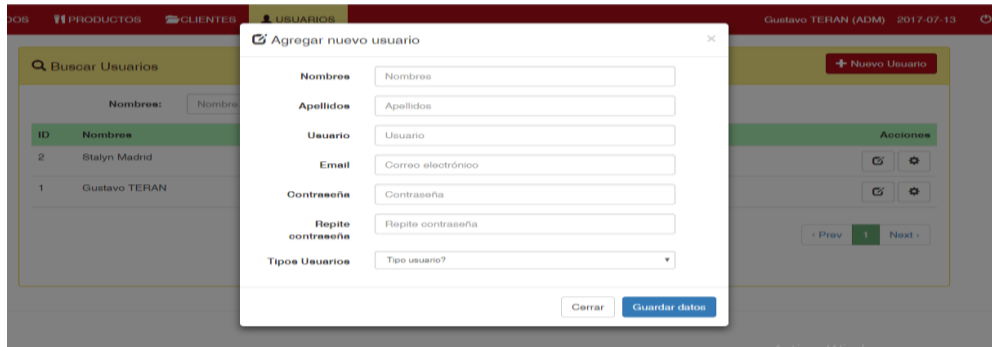 DOS PRODUCTOS CLIENTES USUARIOS Gustavo TERAN (ADM) 2017-07-13
Agregar nuevo usuario ×
Buscar Usuarios + Nuevo Usuario
Nombres Nombres
Nombres: Nombre
Apellidos Apellidos
ID Nombres Acciones
Usuario Usuario
2 Stalyn Madrid
Email Correo electrónico
1 Gustavo TERAN
Contraseña Contraseña
Repite contraseña Repite contraseña
‹ Prev 1 Next ›
Tipos Usuarios Tipo usuario?
Cerrar Guardar datos